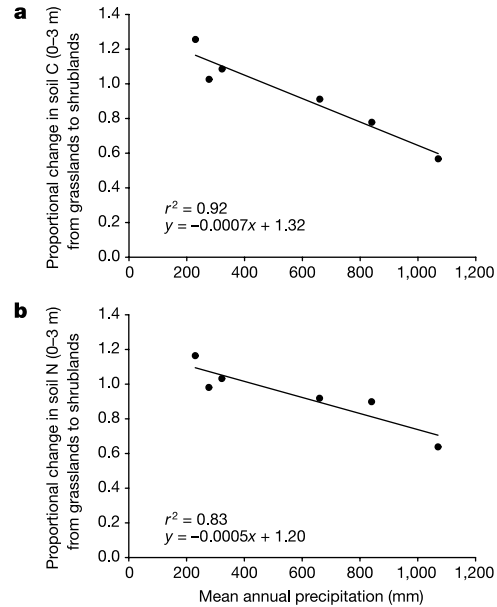 a
Proportional change in soil C (0–3 m)
from grasslands to shrublands
1.4
1.2
1.0
0.8
0.6
0.4
0.2
0.0
r² = 0.92
y = −0.0007x + 1.32
0 200 400 600 800 1,000 1,200
b
Proportional change in soil N (0–3 m)
from grasslands to shrublands
1.4
1.2
1.0
0.8
0.6
0.4
0.2
0.0
r² = 0.83
y = −0.0005x + 1.20
0 200 400 600 800 1,000 1,200
Mean annual precipitation (mm)